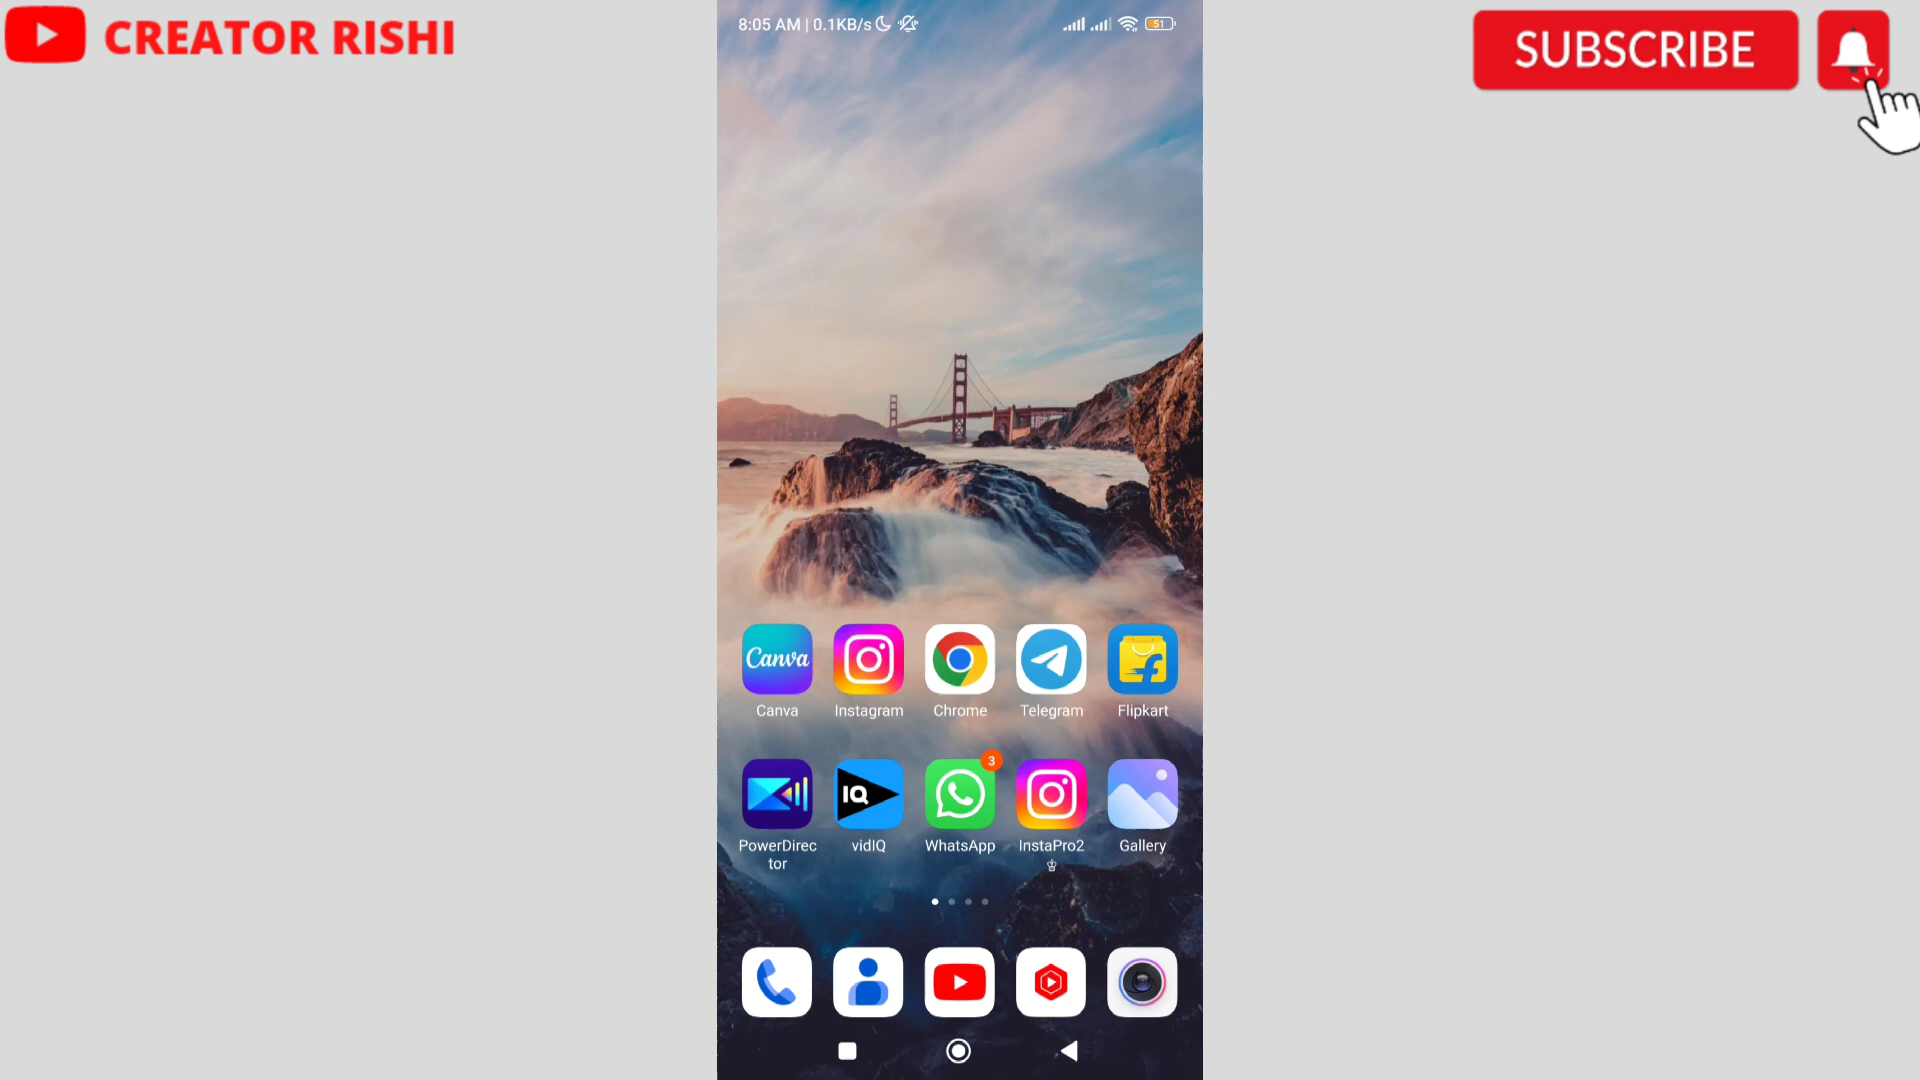 CREATOR RISHI
SUBSCRIBE
8:05 AM | 0.1KB/s
51
Canva
Canva
Instagram
Chrome
Telegram
Flipkart
IQ
3
PowerDirec
tor
vidIQ
WhatsApp
InstaPro2
♔
Gallery